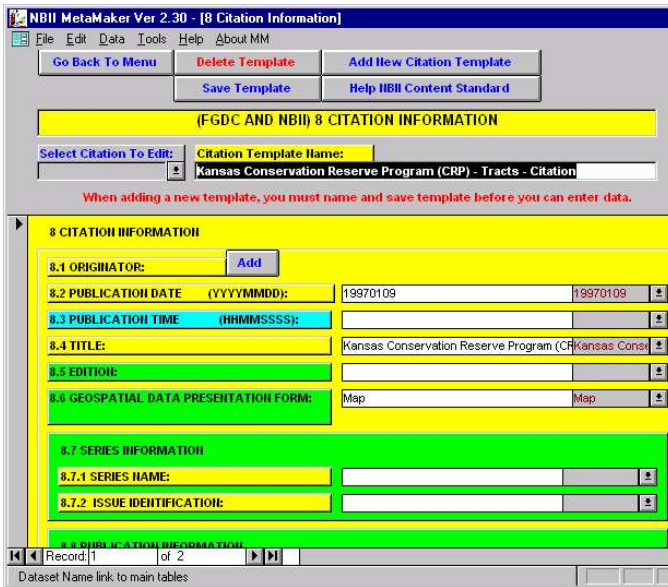 NBII MetaMaker Ver 2.30 - [8 Citation Information]
File Edit Data Tools Help About MM
Go Back To Menu Delete Template Add New Citation Template
Save Template Help NBII Content Standard
(FGDC AND NBII) 8 CITATION INFORMATION
Select Citation To Edit: Citation Template Name:
Kansas Conservation Reserve Program (CRP) - Tracts - Citation
When adding a new template, you must name and save template before you can enter data.
8 CITATION INFORMATION
8.1 ORIGINATOR: Add
8.2 PUBLICATION DATE (YYYYMMDD): 19970109 19970109
8.3 PUBLICATION TIME (HHMMSSSS):
8.4 TITLE: Kansas Conservation Reserve Program (CR Kansas Conse
8.5 EDITION:
8.6 GEOSPATIAL DATA PRESENTATION FORM: Map Map
8.7 SERIES INFORMATION
8.7.1 SERIES NAME:
8.7.2 ISSUE IDENTIFICATION:
8.8 PUBLICATION INFORMATION
Record: 1 of 2
Dataset Name link to main tables